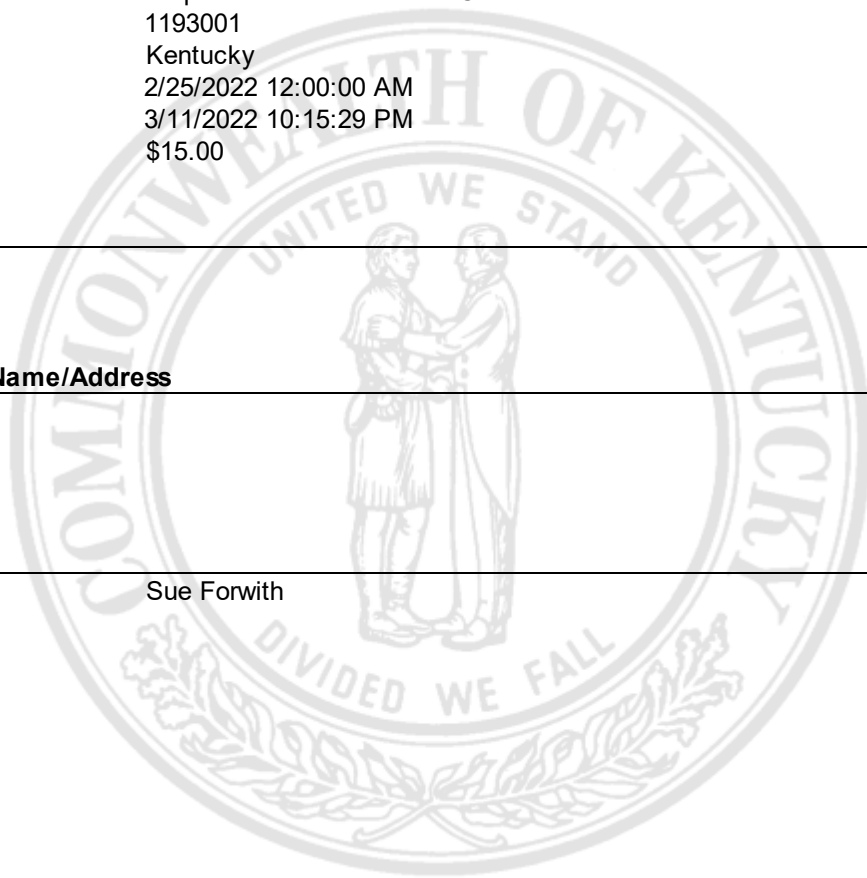 1193001
Kentucky
2/25/2022 12:00:00 AM
3/11/2022 10:15:29 PM
$15.00
COMMONWEALTH OF KENTUCKY
UNITED WE STAND
Name/Address
Sue Forwith
DIVIDED WE FALL